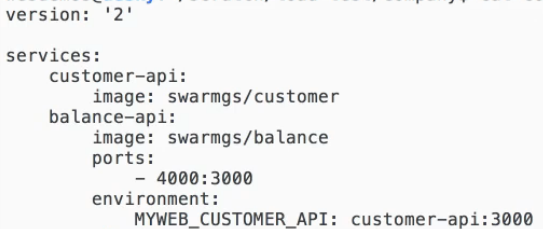 version: '2'
services:
customer-api:
image: swarmgs/customer
balance-api:
image: swarmgs/balance
ports:
- 4000:3000
environment:
MYWEB_CUSTOMER_API: customer-api:3000